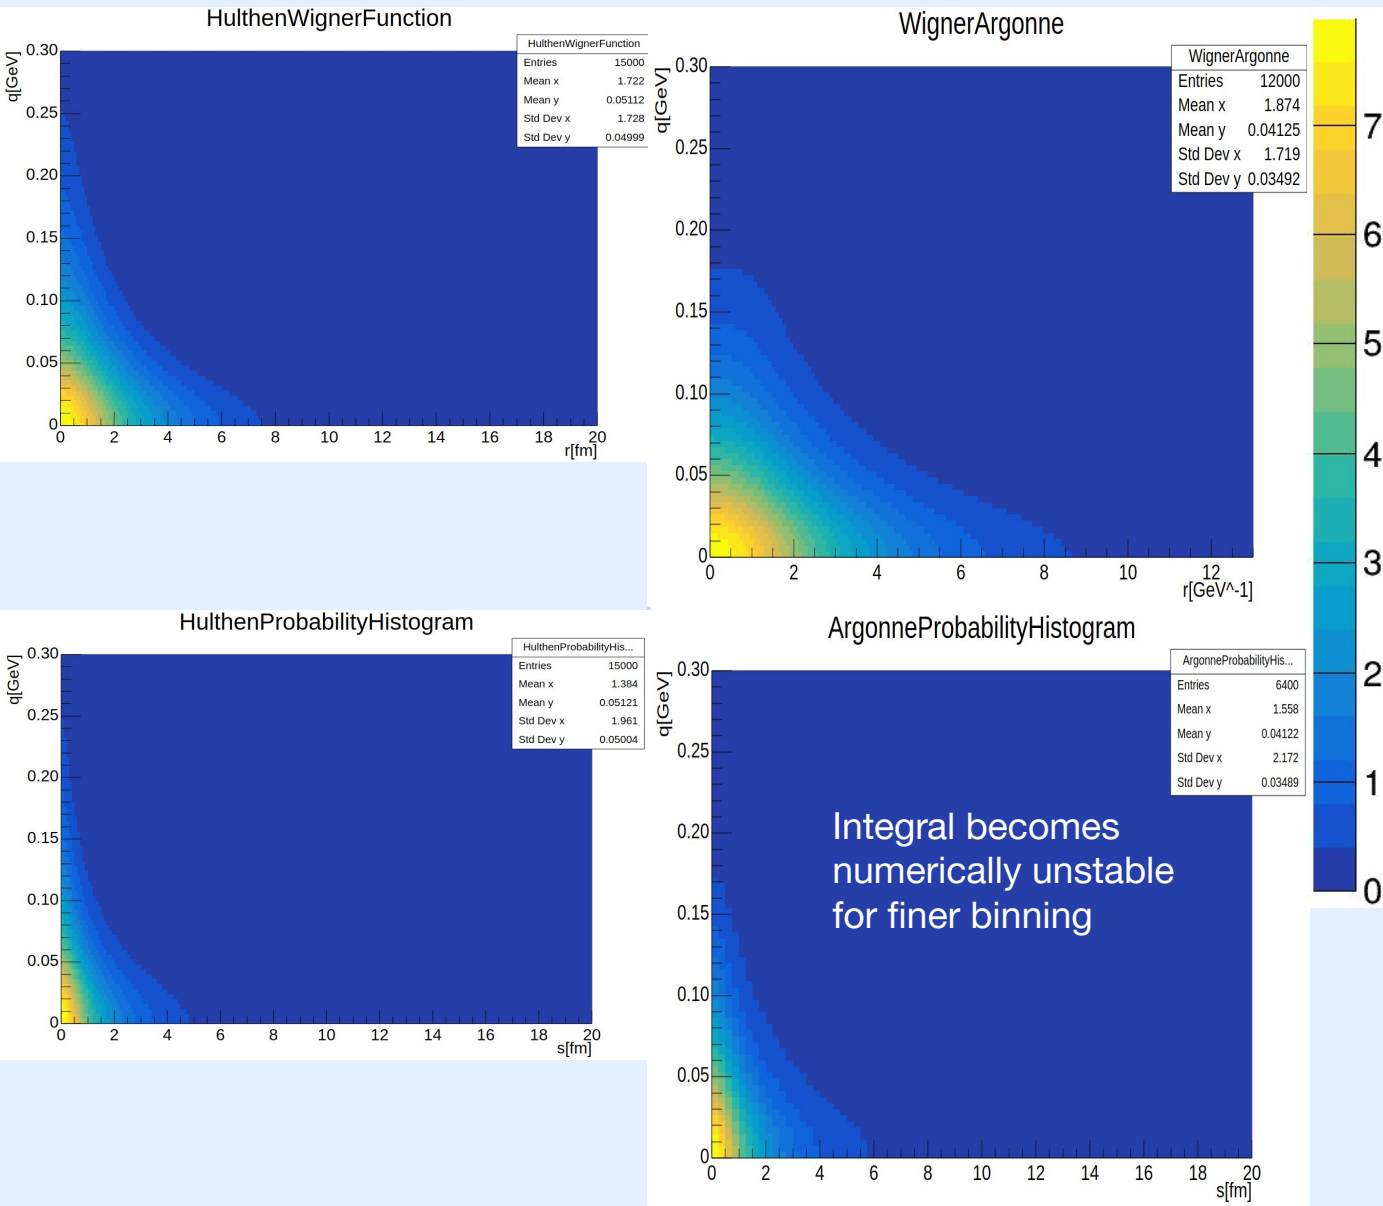 HulthenWignerFunction
q[GeV]
HulthenWignerFunction
Entries 15000
Mean x 1.722
Mean y 0.05112
Std Dev x 1.728
Std Dev y 0.04999
0.30
0.25
0.20
0.15
0.10
0.05
0
0 2 4 6 8 10 12 14 16 18 20
r[fm]
WignerArgonne
q[GeV]
WignerArgonne
Entries 12000
Mean x 1.874
Mean y 0.04125
Std Dev x 1.719
Std Dev y 0.03492
0.30
0.25
0.20
0.15
0.10
0.05
0
0 2 4 6 8 10 12
r[GeV^-1]
7
6
5
4
3
2
1
0
HulthenProbabilityHistogram
q[GeV]
HulthenProbabilityHis...
Entries 15000
Mean x 1.384
Mean y 0.05121
Std Dev x 1.961
Std Dev y 0.05004
0.30
0.25
0.20
0.15
0.10
0.05
0
0 2 4 6 8 10 12 14 16 18 20
s[fm]
ArgonneProbabilityHistogram
q[GeV]
ArgonneProbabilityHis...
Entries 6400
Mean x 1.558
Mean y 0.04122
Std Dev x 2.172
Std Dev y 0.03489
0.30
0.25
0.20
0.15
0.10
0.05
0
Integral becomes
numerically unstable
for finer binning
0 2 4 6 8 10 12 14 16 18 20
s[fm]